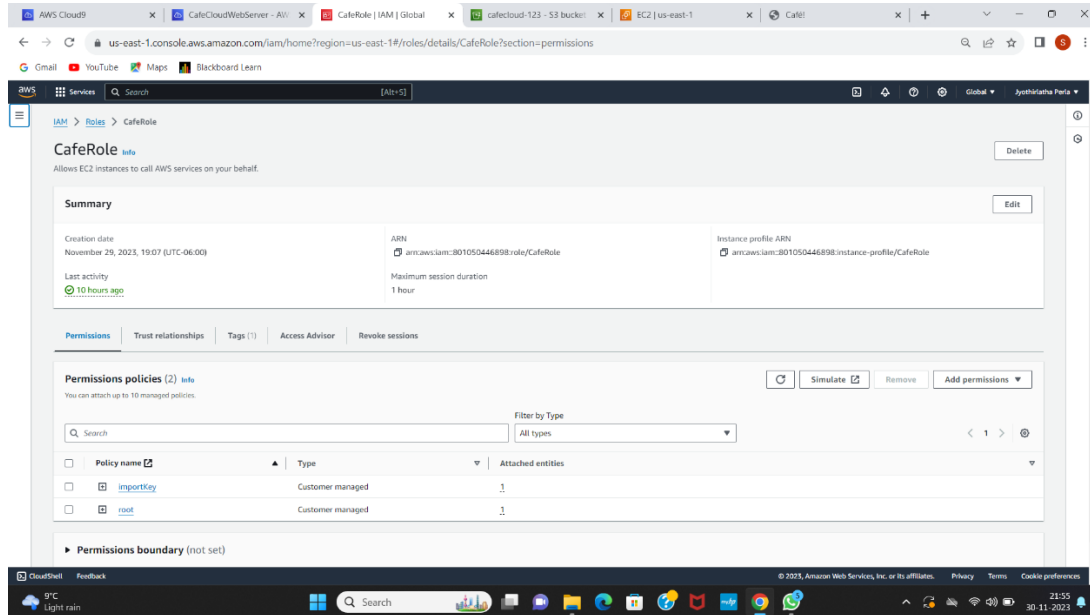 AWS Cloud9
CafeCloudWebServer - AW
CafeRole | IAM | Global
cafecloud-123 - S3 bucket
EC2 | us-east-1
Café!
us-east-1.console.aws.amazon.com/iam/home?region=us-east-1#/roles/details/CafeRole?section=permissions
S
Gmail YouTube Maps Blackboard Learn
aws Services Search [Alt+S] Global Jyothirlatha Perla
IAM > Roles > CafeRole
CafeRole Info
Delete
Allows EC2 instances to call AWS services on your behalf.
Summary
Edit
Creation date
November 29, 2023, 19:07 (UTC-06:00)
ARN
arn:aws:iam::801050446898:role/CafeRole
Instance profile ARN
arn:aws:iam::801050446898:instance-profile/CafeRole
Last activity
10 hours ago
Maximum session duration
1 hour
Permissions Trust relationships Tags (1) Access Advisor Revoke sessions
Permissions policies (2) Info
Simulate Remove Add permissions
You can attach up to 10 managed policies.
Filter by Type
Search All types
1
Policy name Type Attached entities
importKey Customer managed 1
root Customer managed 1
Permissions boundary (not set)
CloudShell Feedback © 2023, Amazon Web Services, Inc. or its affiliates. Privacy Terms Cookie preferences
9°C
Light rain
Search
21:55
30-11-2023